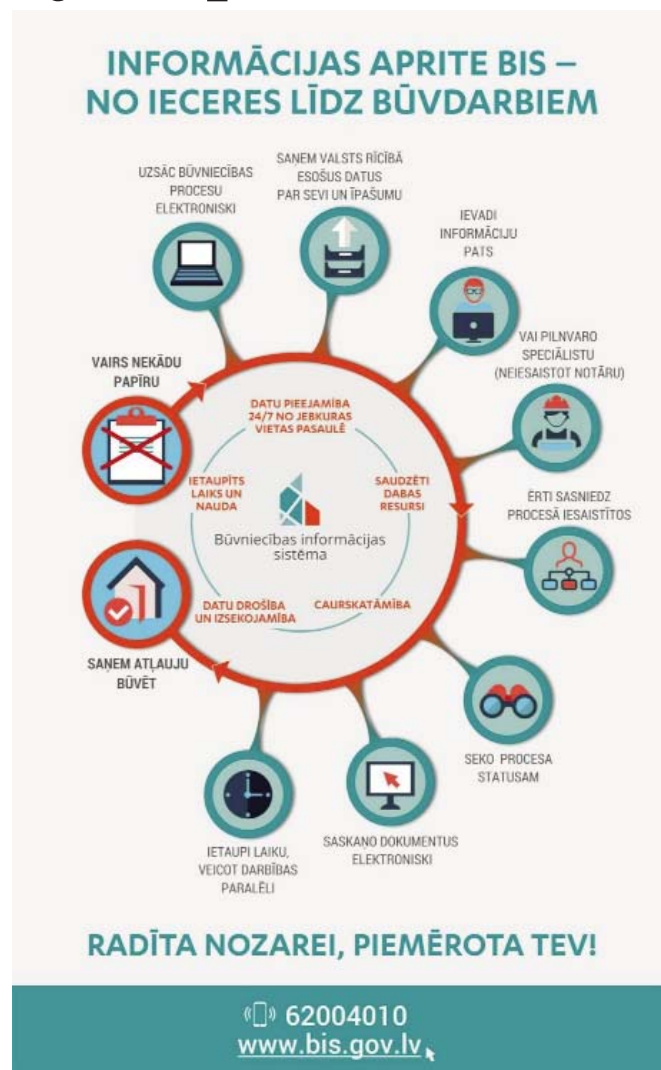 INFORMĀCIJAS APRITE BIS –
NO IECERES LĪDZ BŪVDARBIEM
UZSĀC BŪVNIECĪBAS
PROCESU
ELEKTRONISKI
SAŅEM VALSTS RĪCĪBĀ
ESOŠUS DATUS
PAR SEVI UN ĪPAŠUMU
IEVADI
INFORMĀCIJU
PATS
VAI PILNVARO
SPECIĀLISTU
(NEIESAISTOT NOTĀRU)
ĒRTI SASNIEDZ
PROCESĀ IESAISTĪTOS
SEKO PROCESA
STATUSAM
SASKAŅO DOKUMENTUS
ELEKTRONISKI
IETAUPI LAIKU,
VEICOT DARBĪBAS
PARALĒLI
SAŅEM ATĻAUJU
BŪVĒT
VAIRS NEKĀDU
PAPĪRU
DATU PIEEJAMĪBA
24/7 NO JEBKURAS
VIETAS PASAULĒ
SAUDZĒTI
DABAS
RESURSI
CAURSKATĀMĪBA
DATU DROŠĪBA
UN IZSEKOJAMĪBA
IETAUPĪTS
LAIKS UN
NAUDA
Būvniecības informācijas
sistēma
RADĪTA NOZAREI, PIEMĒROTA TEV!
62004010
www.bis.gov.lv